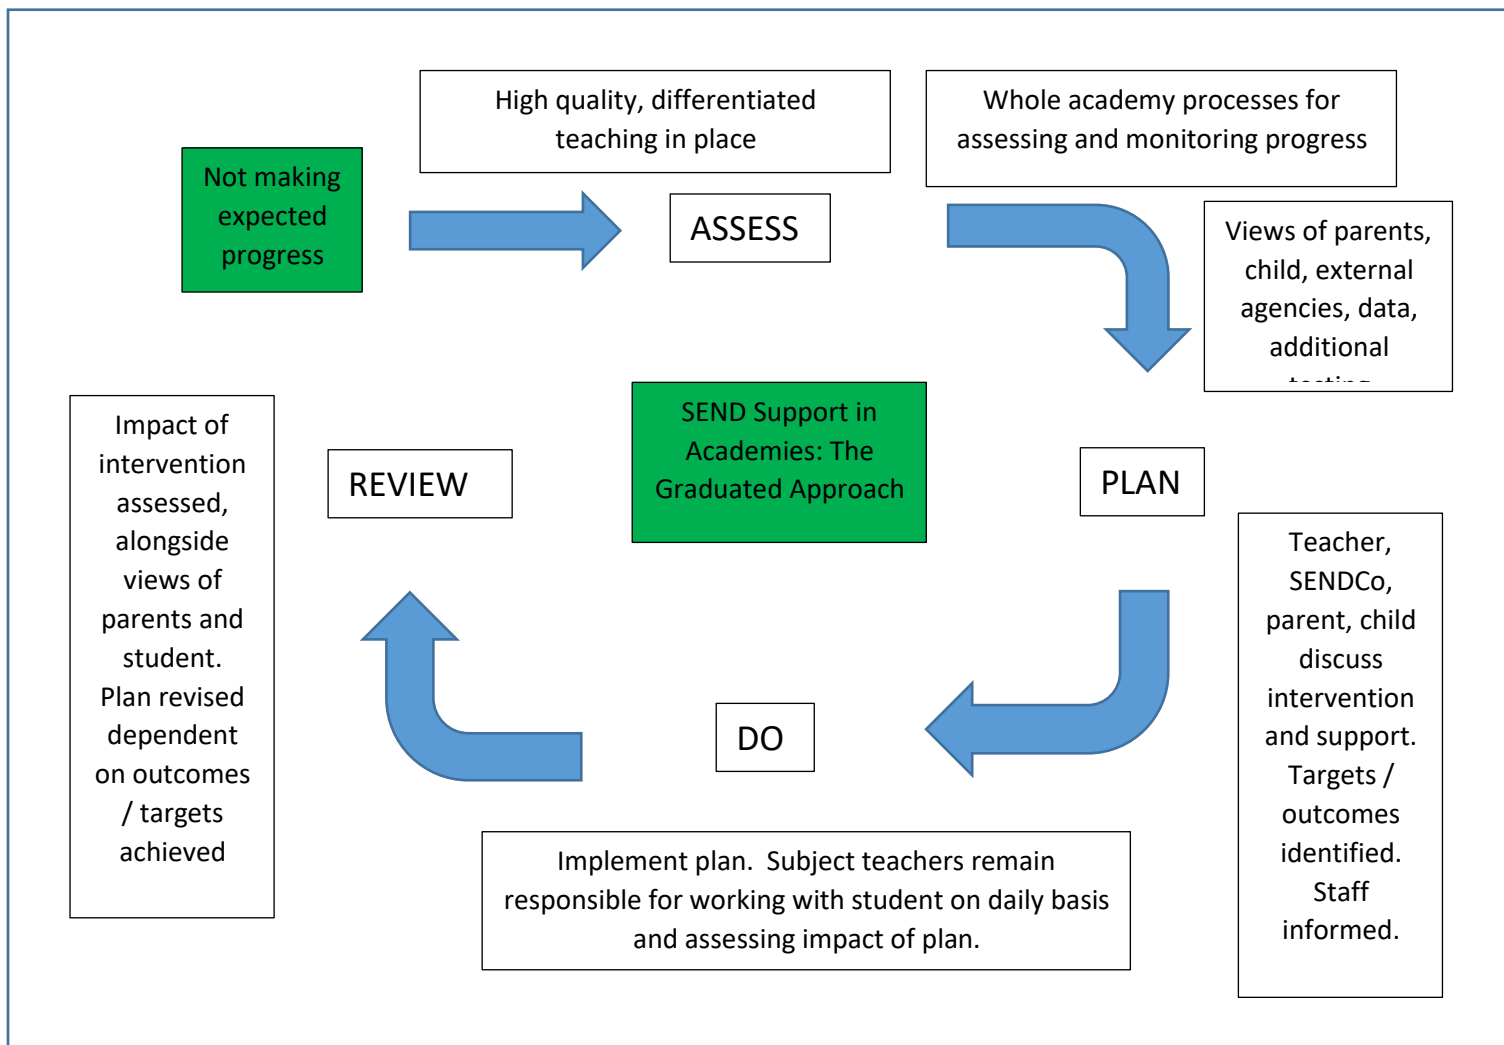 High quality, differentiated
teaching in place
Whole academy processes for
assessing and monitoring progress
Not making
expected
progress
ASSESS
Views of parents,
child, external
agencies, data,
additional
testing
SEND Support in
Academies: The
Graduated Approach
REVIEW
PLAN
Impact of
intervention
assessed,
alongside
views of
parents and
student.
Plan revised
dependent
on outcomes
/ targets
achieved
Teacher,
SENDCo,
parent, child
discuss
intervention
and support.
Targets /
outcomes
identified.
Staff
informed.
DO
Implement plan.  Subject teachers remain
responsible for working with student on daily basis
and assessing impact of plan.